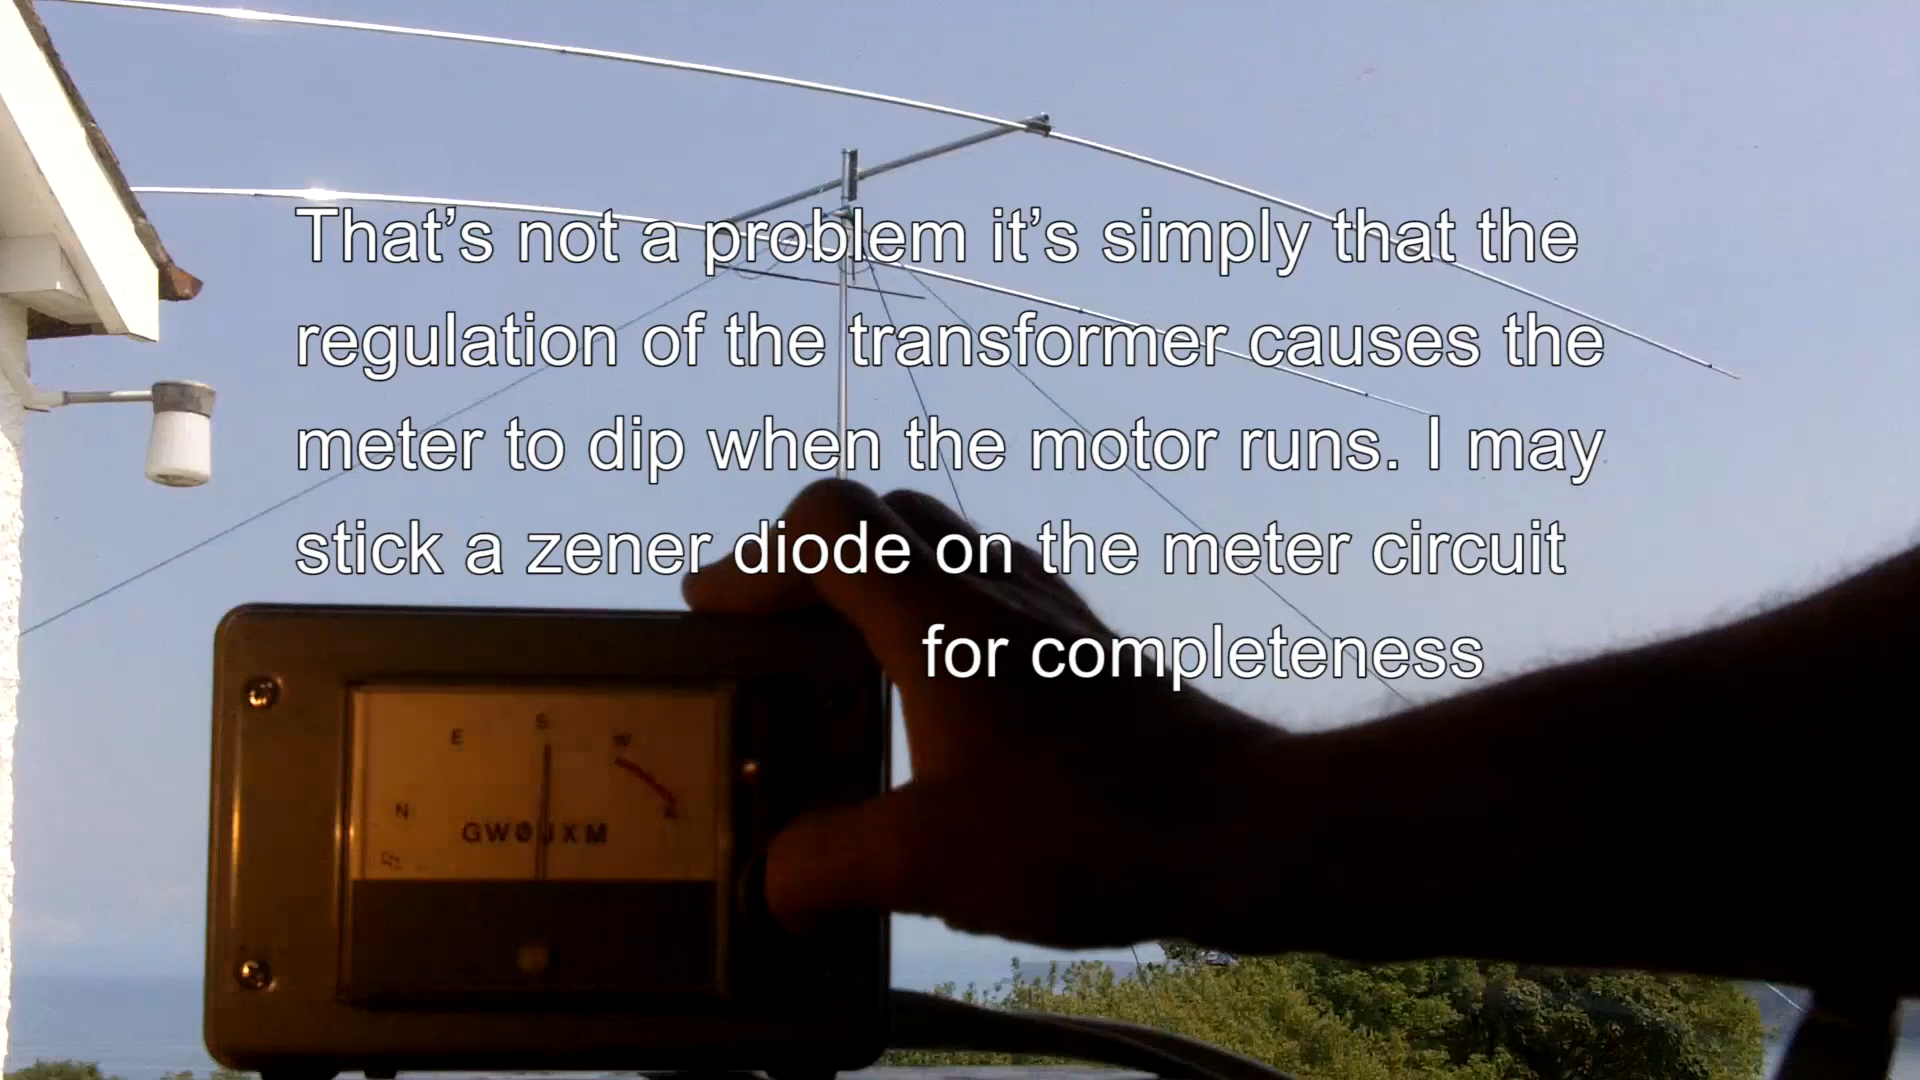 That’s not a problem it’s simply that the
regulation of the transformer causes the
meter to dip when the motor runs. I may
stick a zener diode on the meter circuit
for completeness
S
E
W
N
N
GW0JXM